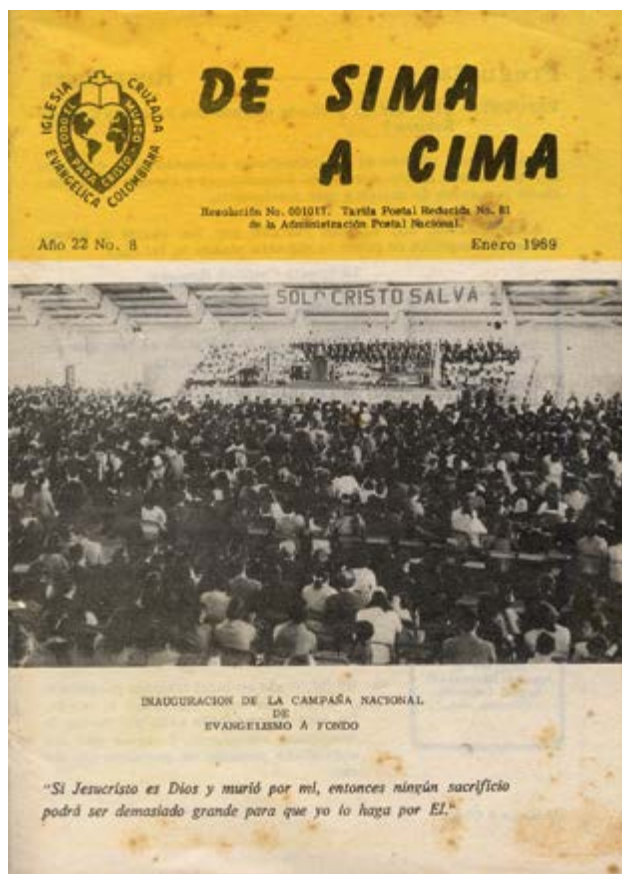 IGLESIA CRUZADA
EVANGELICA COLOMBIANA
TODO EL MUNDO
PARA CRISTO
DE SIMA
A CIMA
Resolución No. 001017. Tarifa Postal Reducida No. 81
de la Administración Postal Nacional.
Año 22 No. 8
Enero 1969
SOLO CRISTO SALVA
INAUGURACION DE LA CAMPAÑA NACIONAL
DE
EVANGELISMO A FONDO
"Si Jesucristo es Dios y murió por mí, entonces ningún sacrificio
podrá ser demasiado grande para que yo lo haga por El."